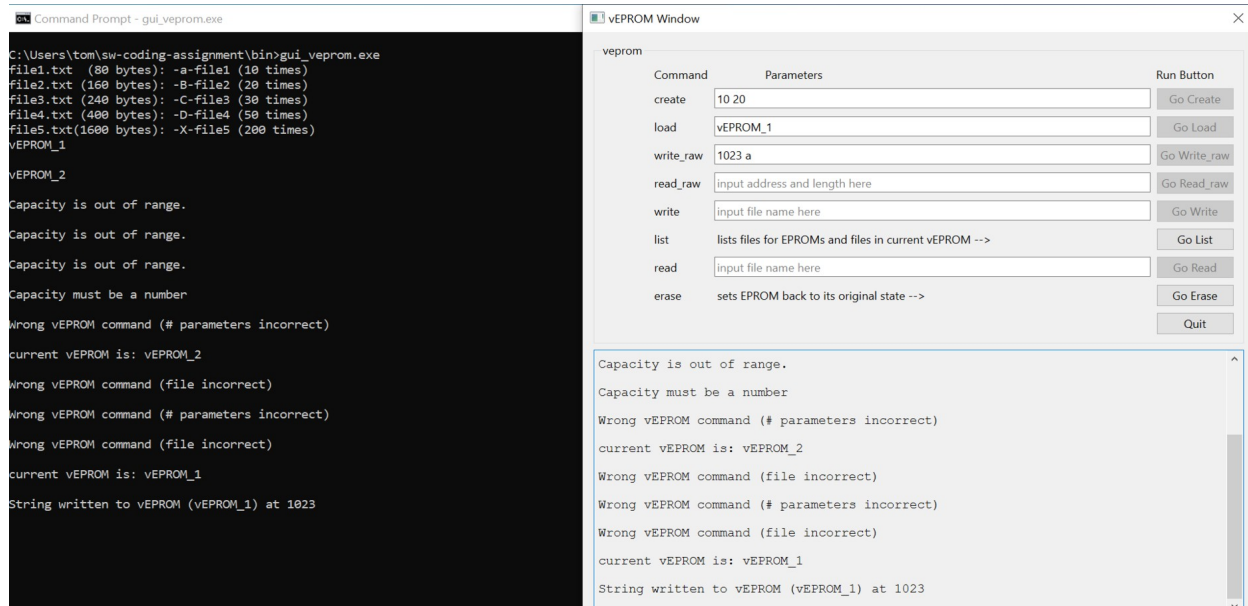 Command Prompt - gui_veprom.exe
C:\Users\tom\sw-coding-assignment\bin>gui_veprom.exe
file1.txt  (80 bytes): -a-file1 (10 times)
file2.txt (160 bytes): -B-file2 (20 times)
file3.txt (240 bytes): -C-file3 (30 times)
file4.txt (400 bytes): -D-file4 (50 times)
file5.txt(1600 bytes): -X-file5 (200 times)
vEPROM_1
vEPROM_2
Capacity is out of range.
Capacity is out of range.
Capacity is out of range.
Capacity must be a number
Wrong vEPROM command (# parameters incorrect)
current vEPROM is: vEPROM_2
Wrong vEPROM command (file incorrect)
Wrong vEPROM command (# parameters incorrect)
Wrong vEPROM command (file incorrect)
current vEPROM is: vEPROM_1
String written to vEPROM (vEPROM_1) at 1023
vEPROM Window
veprom
Command Parameters Run Button
create 10 20 Go Create
load vEPROM_1 Go Load
write_raw 1023 a Go Write_raw
read_raw input address and length here Go Read_raw
write input file name here Go Write
list lists files for EPROMs and files in current vEPROM --> Go List
read input file name here Go Read
erase sets EPROM back to its original state --> Go Erase
Quit
Capacity is out of range.
Capacity must be a number
Wrong vEPROM command (# parameters incorrect)
current vEPROM is: vEPROM_2
Wrong vEPROM command (file incorrect)
Wrong vEPROM command (# parameters incorrect)
Wrong vEPROM command (file incorrect)
current vEPROM is: vEPROM_1
String written to vEPROM (vEPROM_1) at 1023